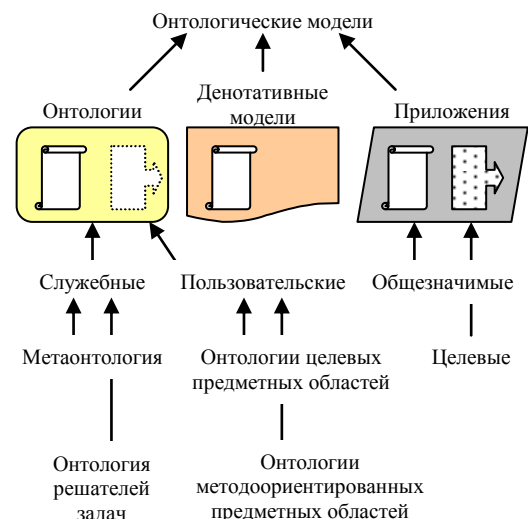 Онтологические модели
Онтологии
Денотативные
модели
Приложения
Служебные
Пользовательские
Общезначимые
Метаонтология
Онтологии целевых
предметных областей
Целевые
Онтология
решателей
задач
Онтологии
методоориентированных
предметных областей